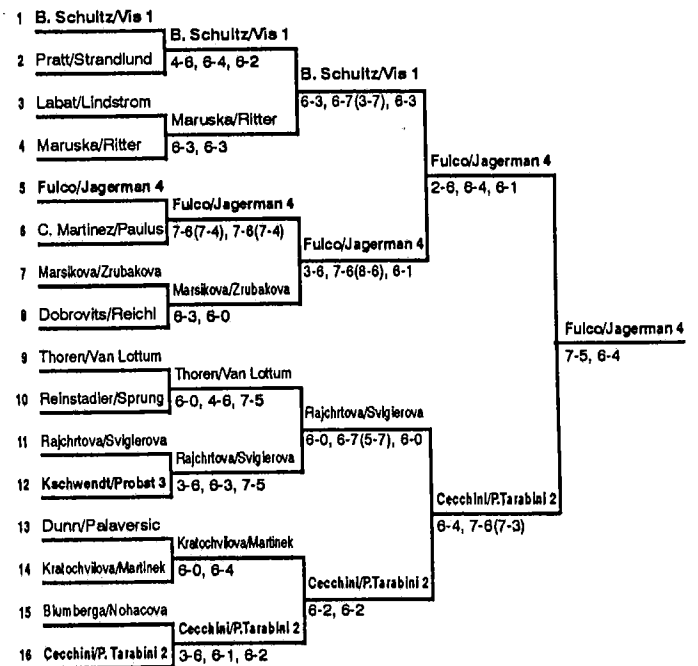 1 B. Schultz/Vis 1
B. Schultz/Vis 1
2 Pratt/Strandlund
4-6, 6-4, 6-2
B. Schultz/Vis 1
6-3, 6-7(3-7), 6-3
3 Labat/Lindstrom
Maruska/Ritter
4 Maruska/Ritter
6-3, 6-3
Fulco/Jagerman 4
2-6, 6-4, 6-1
5 Fulco/Jagerman 4
Fulco/Jagerman 4
6 C. Martinez/Paulus
7-6(7-4), 7-6(7-4)
Fulco/Jagerman 4
3-6, 7-6(8-6), 6-1
7 Marsikova/Zrubakova
Marsikova/Zrubakova
8 Dobrovits/Reichl
6-3, 6-0
Fulco/Jagerman 4
7-5, 6-4
9 Thoren/Van Lottum
Thoren/Van Lottum
10 Reinstadler/Sprung
6-0, 4-6, 7-5
Rajchrtova/Sviglerova
6-0, 6-7(5-7), 6-0
11 Rajchrtova/Sviglerova
Rajchrtova/Sviglerova
12 Kschwendt/Probst 3
3-6, 6-3, 7-5
Cecchini/P.Tarabini 2
6-4, 7-6(7-3)
13 Dunn/Palaversic
Kratochvilova/Martinek
14 Kratochvilova/Martinek
6-0, 6-4
Cecchini/P.Tarabini 2
6-2, 6-2
15 Blumberga/Nohacova
Cecchini/P.Tarabini 2
16 Cecchini/P. Tarabini 2
3-6, 6-1, 6-2